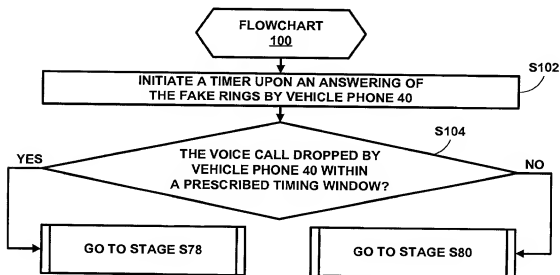 FLOWCHART
100
S102
INITIATE A TIMER UPON AN ANSWERING OF
THE FAKE RINGS BY VEHICLE PHONE 40
S104
YES
NO
THE VOICE CALL DROPPED BY
VEHICLE PHONE 40 WITHIN
A PRESCRIBED TIMING WINDOW?
GO TO STAGE S78
GO TO STAGE S80